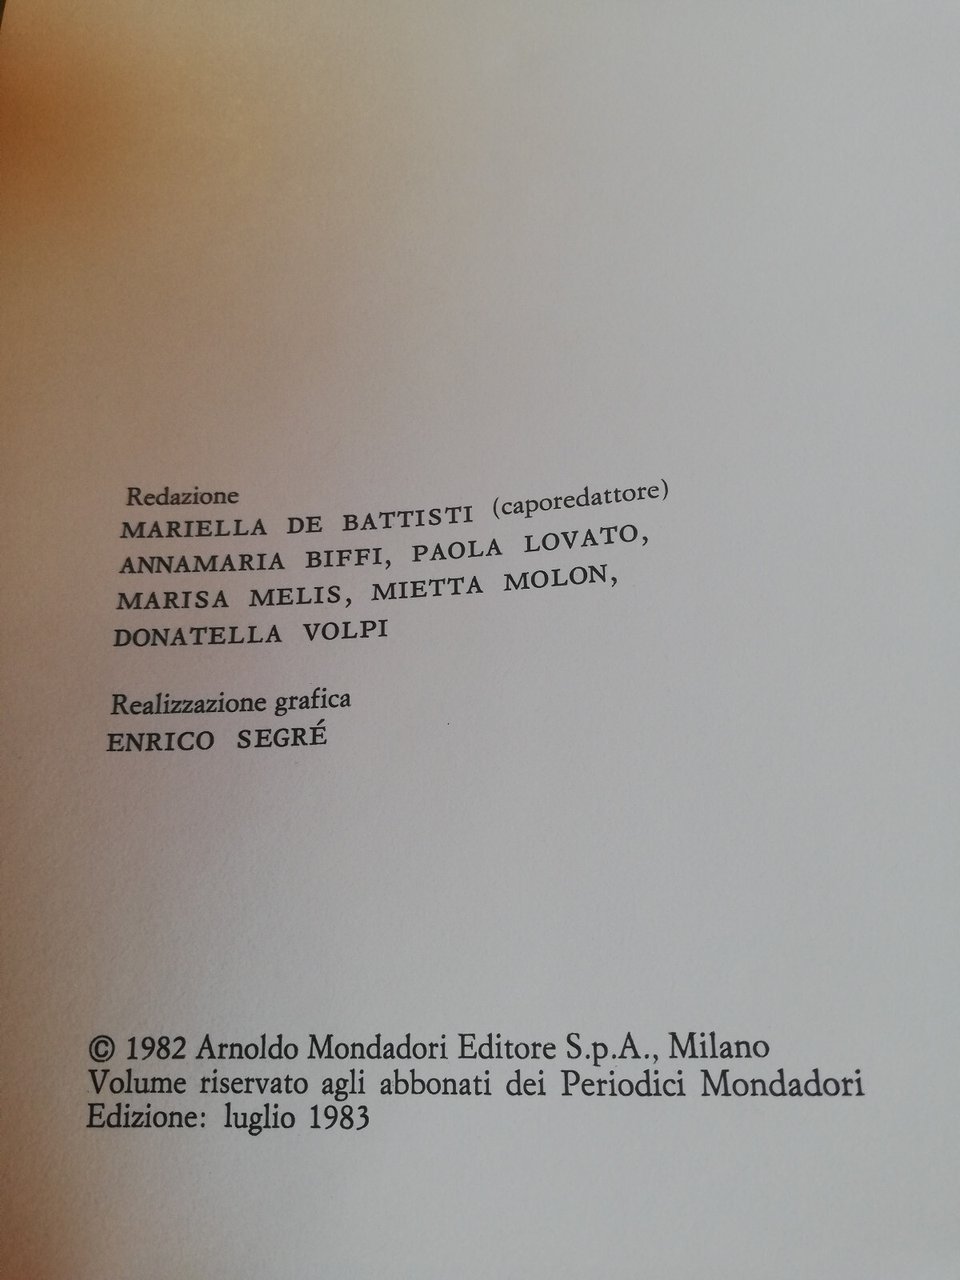 Redazione
MARIELLA DE BATTISTI (caporedattore)
ANNAMARIA BIFFI, PAOLA LOVATO,
MARISA MELIS, MIETTA MOLON,
DONATELLA VOLPI
Realizzazione grafica
ENRICO SEGRÉ
© 1982 Arnoldo Mondadori Editore S.p.A., Milano
Volume riservato agli abbonati dei Periodici Mondadori
Edizione: luglio 1983